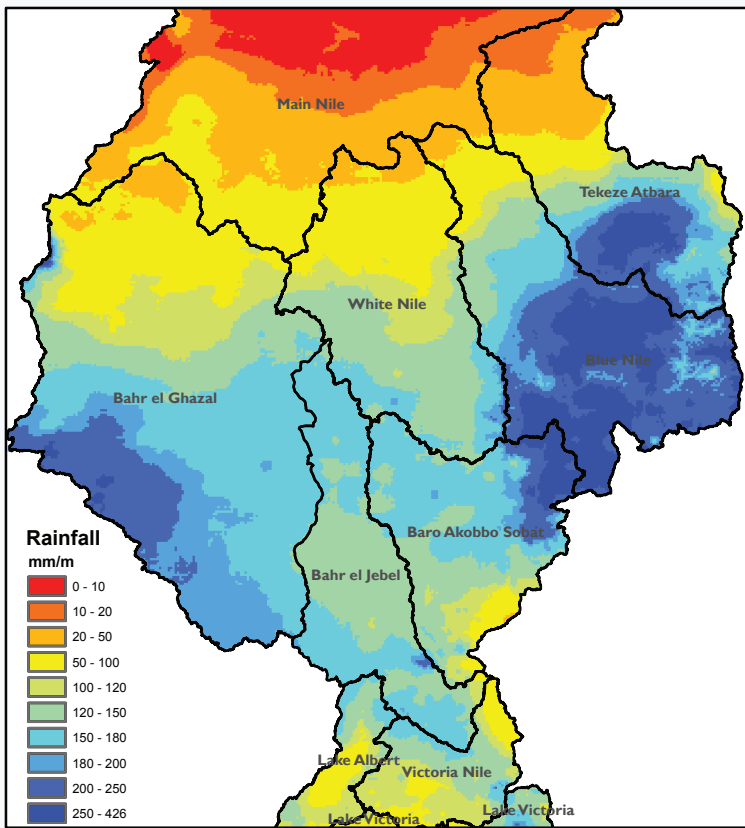 Main Nile
Tekeze Atbara
White Nile
Blue Nile
Bahr el Ghazal
Baro Akobbo Sobat
Bahr el Jebel
Lake Albert
Victoria Nile
Lake Victoria
Lake Victoria
Rainfall
mm/m
0 - 10
10 - 20
20 - 50
50 - 100
100 - 120
120 - 150
150 - 180
180 - 200
200 - 250
250 - 426